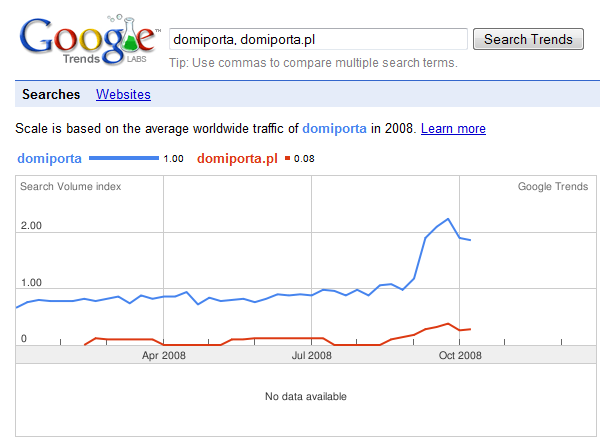 Google™
Trends LABS
domiporta, domiporta.pl
Search Trends
Tip: Use commas to compare multiple search terms.
Searches Websites
Scale is based on the average worldwide traffic of domiporta in 2008. Learn more
domiporta 1.00 domiporta.pl 0.08
Search Volume index Google Trends
2.00
1.00
0
Apr 2008 Jul 2008 Oct 2008
No data available